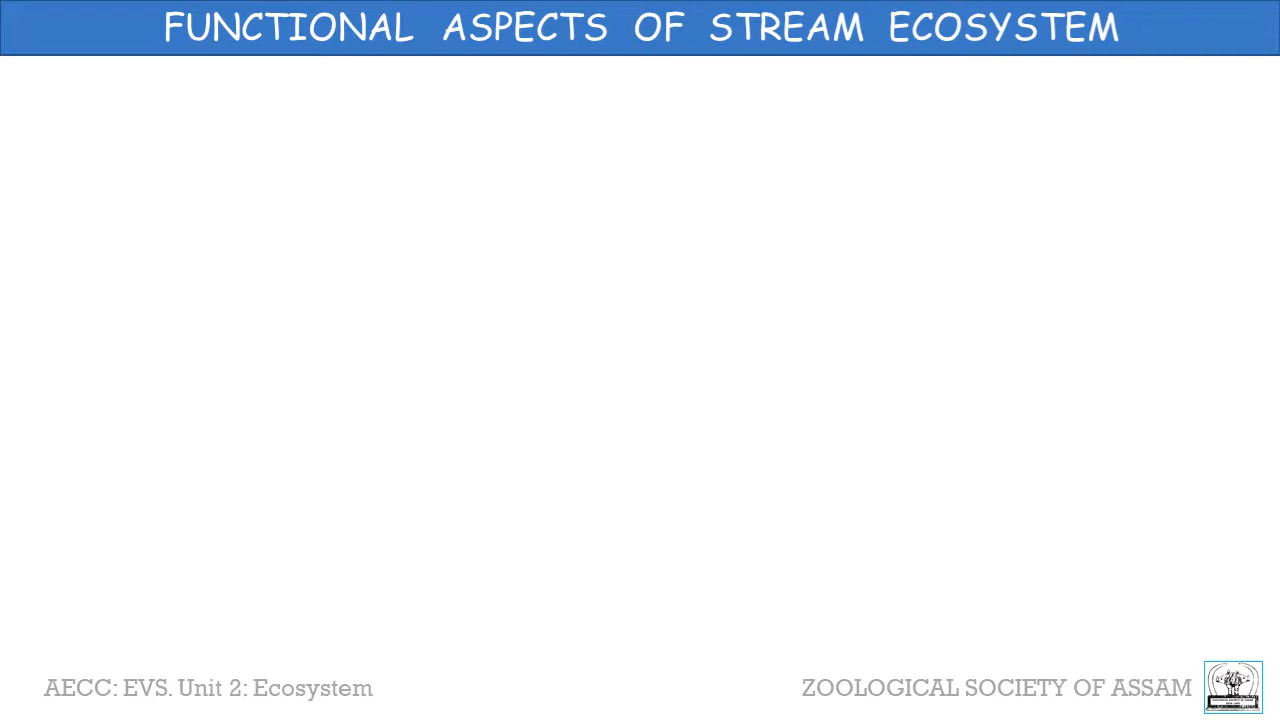 FUNCTIONAL ASPECTS OF STREAM ECOSYSTEM
AECC: EVS. Unit 2: Ecosystem
ZOOLOGICAL SOCIETY OF ASSAM